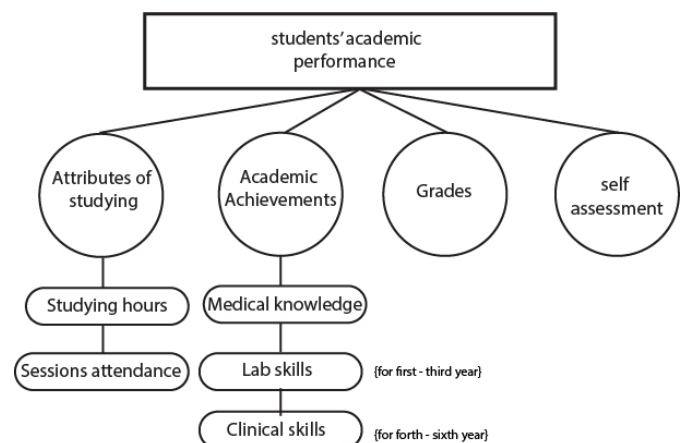 students' academic
performance
Attributes of
studying
Academic
Achievements
Grades
self
assessment
Studying hours
Medical knowledge
Sessions attendance
Lab skills
{for first - third year}
Clinical skills
{for forth - sixth year}